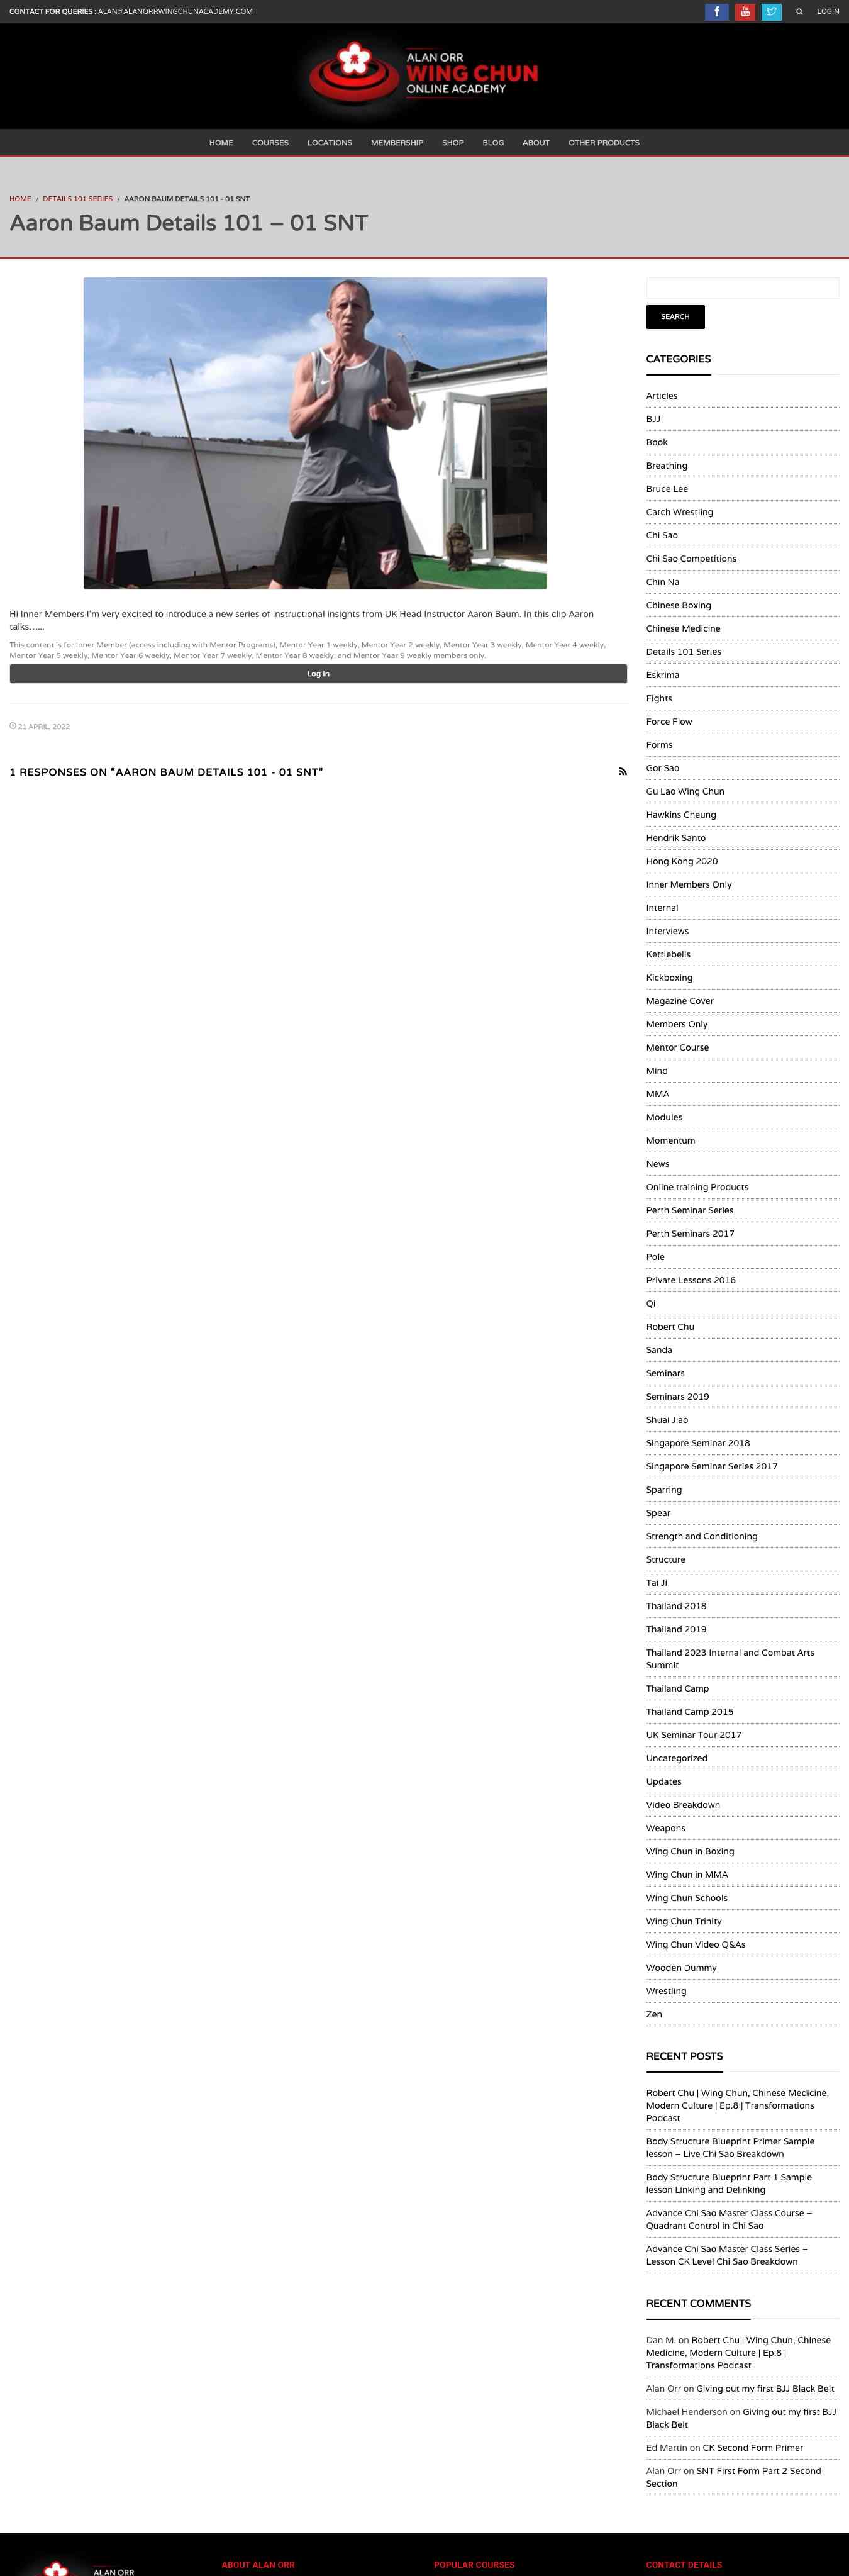 CONTACT FOR QUERIES : ALAN@ALANORRWINGCHUNACADEMY.COM
LOGIN
ALAN ORR
WING CHUN
ONLINE ACADEMY
HOME COURSES LOCATIONS MEMBERSHIP SHOP BLOG ABOUT OTHER PRODUCTS
HOME / DETAILS 101 SERIES / AARON BAUM DETAILS 101 - 01 SNT
Aaron Baum Details 101 – 01 SNT
Hi Inner Members I'm very excited to introduce a new series of instructional insights from UK Head Instructor Aaron Baum. In this clip Aaron
talks…...
This content is for Inner Member (access including with Mentor Programs), Mentor Year 1 weekly, Mentor Year 2 weekly, Mentor Year 3 weekly, Mentor Year 4 weekly,
Mentor Year 5 weekly, Mentor Year 6 weekly, Mentor Year 7 weekly, Mentor Year 8 weekly, and Mentor Year 9 weekly members only.
Log In
21 APRIL, 2022
1 RESPONSES ON "AARON BAUM DETAILS 101 - 01 SNT"
SEARCH
CATEGORIES
Articles
BJJ
Book
Breathing
Bruce Lee
Catch Wrestling
Chi Sao
Chi Sao Competitions
Chin Na
Chinese Boxing
Chinese Medicine
Details 101 Series
Eskrima
Fights
Force Flow
Forms
Gor Sao
Gu Lao Wing Chun
Hawkins Cheung
Hendrik Santo
Hong Kong 2020
Inner Members Only
Internal
Interviews
Kettlebells
Kickboxing
Magazine Cover
Members Only
Mentor Course
Mind
MMA
Modules
Momentum
News
Online training Products
Perth Seminar Series
Perth Seminars 2017
Pole
Private Lessons 2016
Qi
Robert Chu
Sanda
Seminars
Seminars 2019
Shuai Jiao
Singapore Seminar 2018
Singapore Seminar Series 2017
Sparring
Spear
Strength and Conditioning
Structure
Tai Ji
Thailand 2018
Thailand 2019
Thailand 2023 Internal and Combat Arts
Summit
Thailand Camp
Thailand Camp 2015
UK Seminar Tour 2017
Uncategorized
Updates
Video Breakdown
Weapons
Wing Chun in Boxing
Wing Chun in MMA
Wing Chun Schools
Wing Chun Trinity
Wing Chun Video Q&As
Wooden Dummy
Wrestling
Zen
RECENT POSTS
Robert Chu | Wing Chun, Chinese Medicine,
Modern Culture | Ep.8 | Transformations
Podcast
Body Structure Blueprint Primer Sample
lesson – Live Chi Sao Breakdown
Body Structure Blueprint Part 1 Sample
lesson Linking and Delinking
Advance Chi Sao Master Class Course –
Quadrant Control in Chi Sao
Advance Chi Sao Master Class Series –
Lesson CK Level Chi Sao Breakdown
RECENT COMMENTS
Dan M. on Robert Chu | Wing Chun, Chinese
Medicine, Modern Culture | Ep.8 |
Transformations Podcast
Alan Orr on Giving out my first BJJ Black Belt
Michael Henderson on Giving out my first BJJ
Black Belt
Ed Martin on CK Second Form Primer
Alan Orr on SNT First Form Part 2 Second
Section
ALAN ORR
ABOUT ALAN ORR
POPULAR COURSES
CONTACT DETAILS